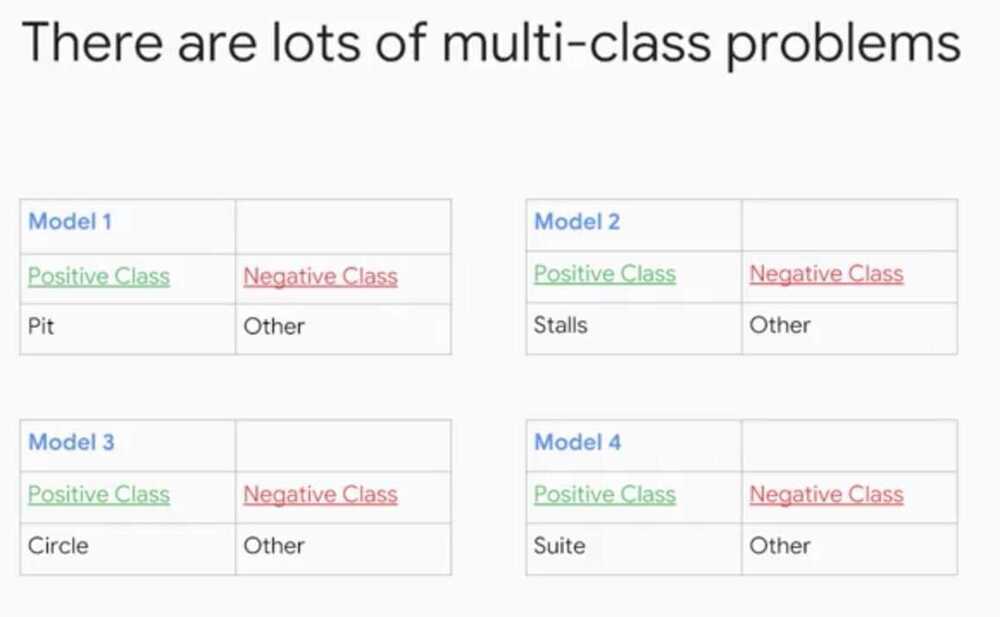 There are lots of multi-class problems
Model 1
Positive Class Negative Class
Pit Other
Model 2
Positive Class Negative Class
Stalls Other
Model 3
Positive Class Negative Class
Circle Other
Model 4
Positive Class Negative Class
Suite Other